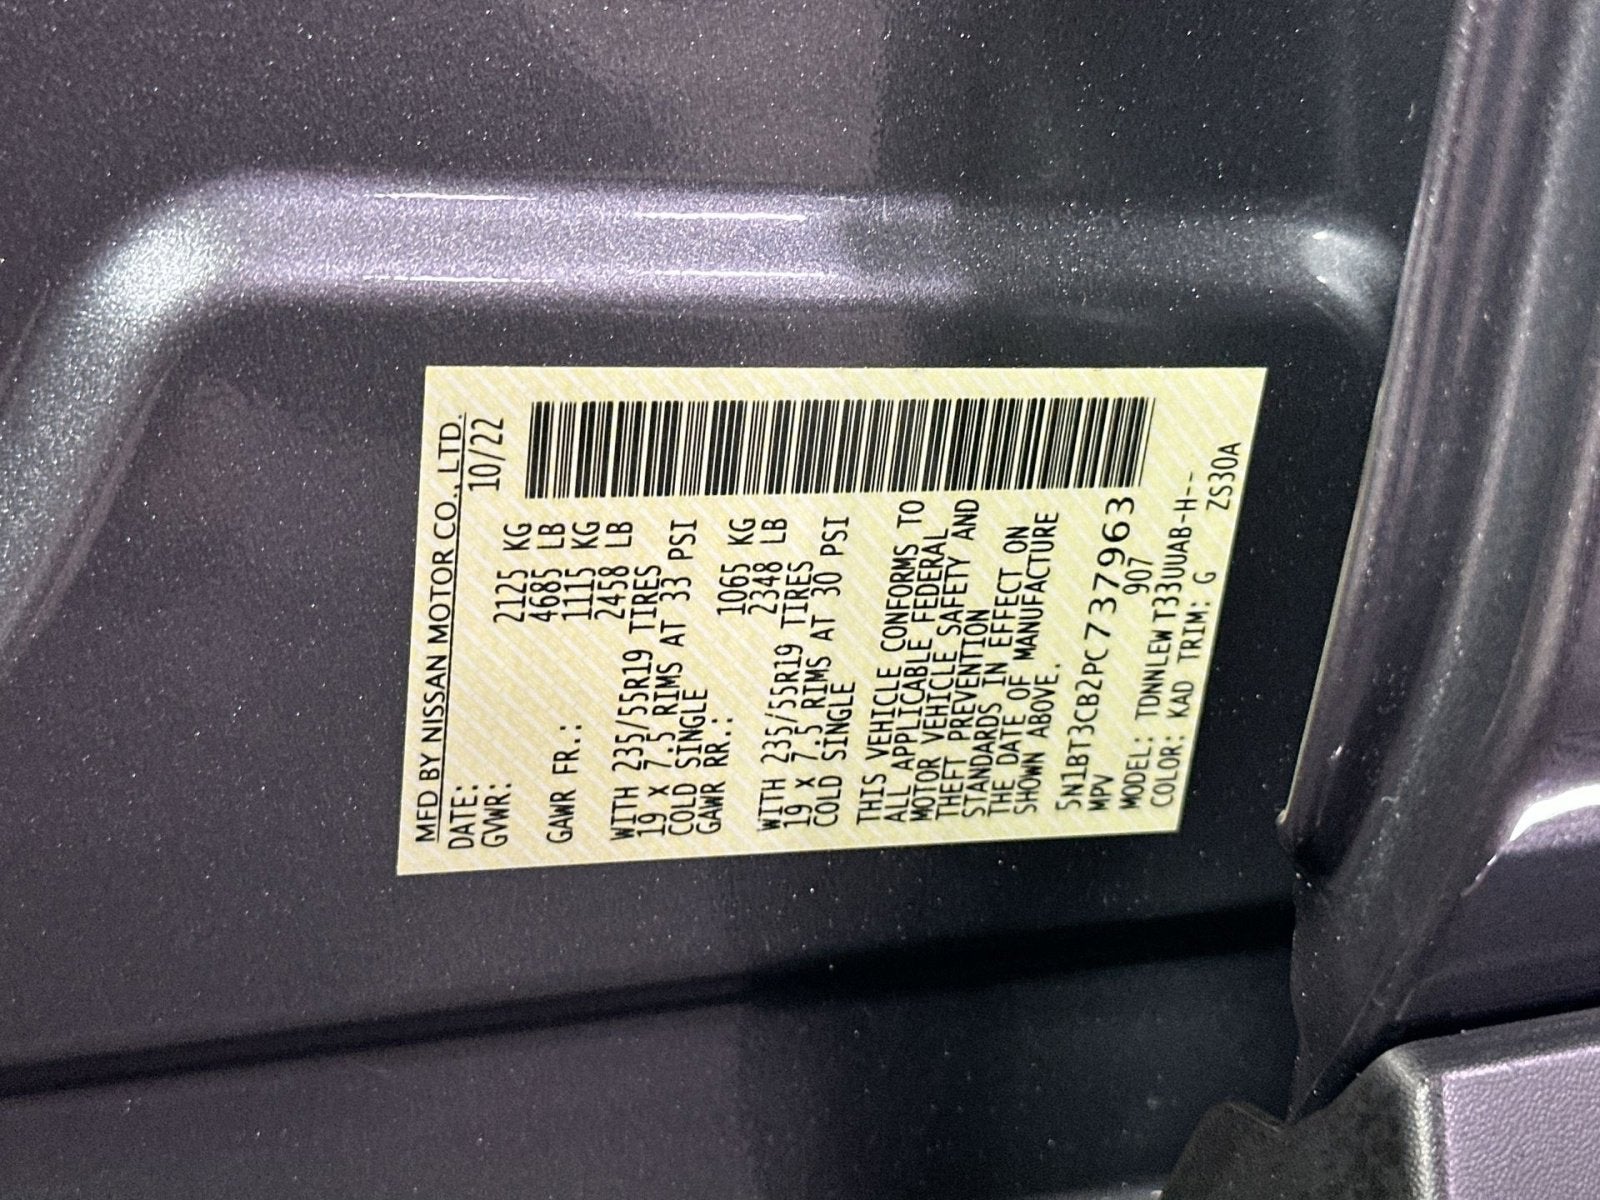 MFD BY NISSAN MOTOR CO., LTD.
DATE: 10/22
GVWR: 2125 KG
4685 LB
GAWR FR.: 1115 KG
2458 LB
WITH 235/55R19 TIRES
19 x 7.5 RIMS AT 33 PSI
COLD SINGLE
GAWR RR.: 1065 KG
2348 LB
WITH 235/55R19 TIRES
19 x 7.5 RIMS AT 30 PSI
COLD SINGLE
THIS VEHICLE CONFORMS TO
ALL APPLICABLE FEDERAL
MOTOR VEHICLE SAFETY AND
THEFT PREVENTION
STANDARDS IN EFFECT ON
THE DATE OF MANUFACTURE
SHOWN ABOVE.
5N1BT3CB2PC737963
MPV 907
MODEL: TDNNLEW T33UUAB-H---
COLOR: KAD TRIM: G ZS30A